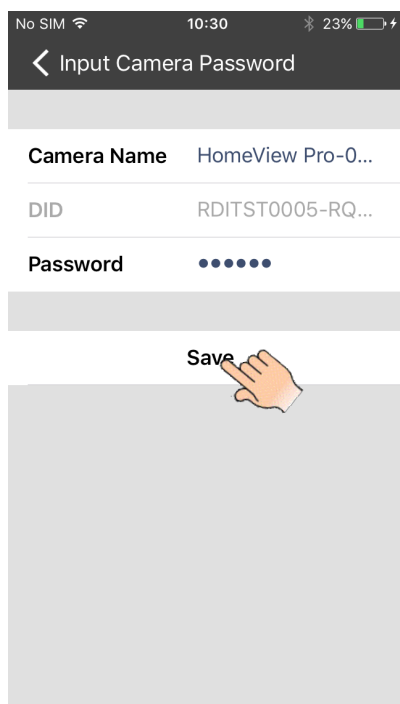 No SIM 10:30 23%
Input Camera Password
Camera Name HomeView Pro-0...
DID RDITST0005-RQ...
Password ●●●●●●
Save